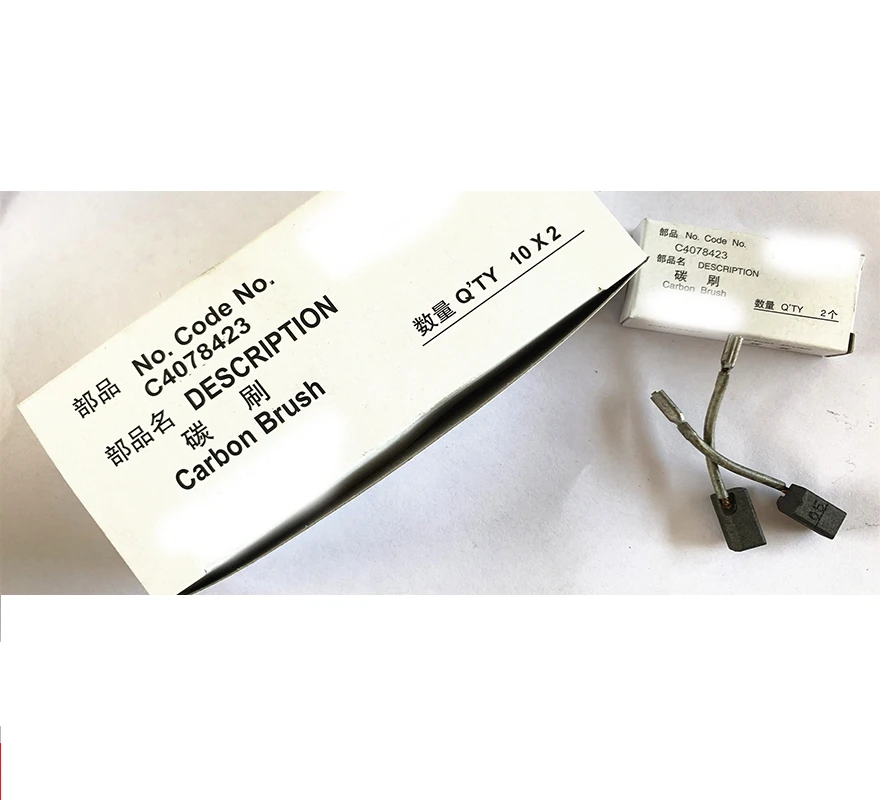 部品 No. Code No.
C4078423
部品名 DESCRIPTION
碳 刷
Carbon Brush
数量 Q'TY 10 X 2
部品 No. Code No.
C4078423
部品名 DESCRIPTION
碳 刷
Carbon Brush
数量 Q'TY 2个